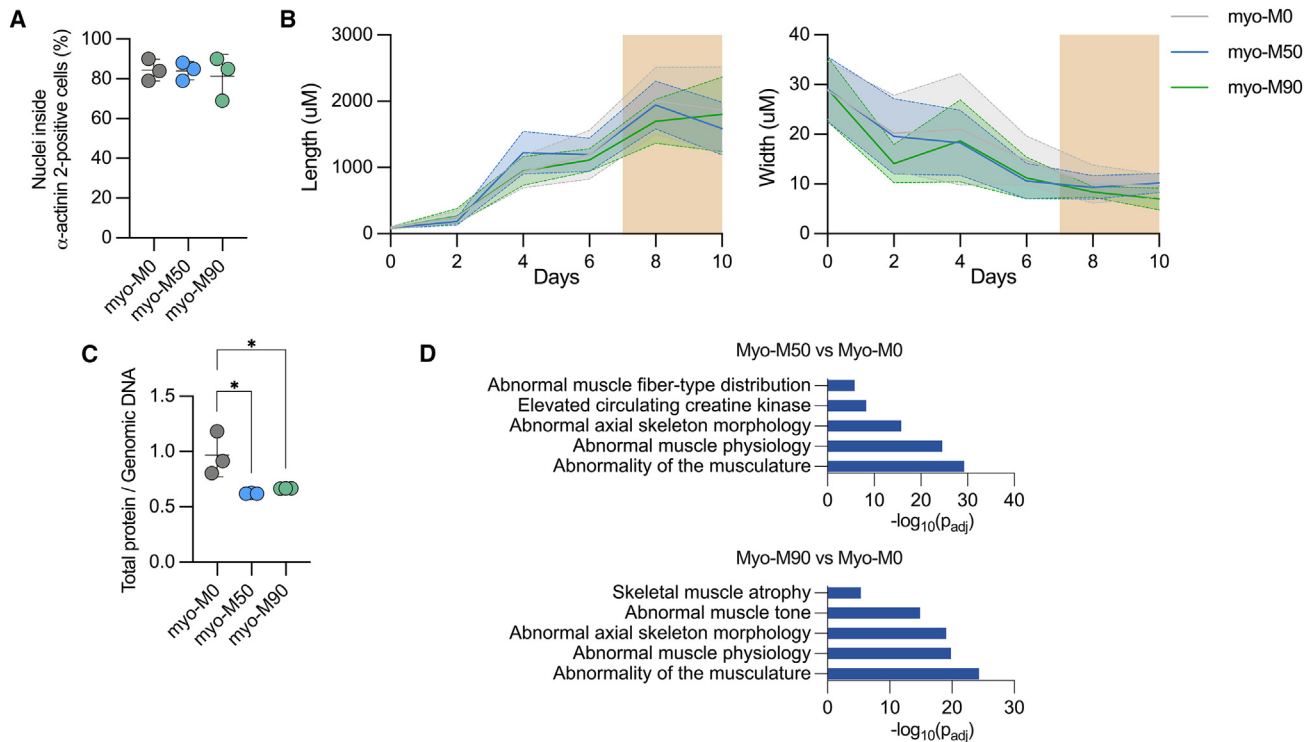 A
Nuclei inside
α-actinin 2-positive cells (%)
100
80
60
40
20
0
myo-M0
myo-M50
myo-M90
B
Length (uM)
3000
2000
1000
0
0 2 4 6 8 10
Days
Width (uM)
40
30
20
10
0
0 2 4 6 8 10
Days
myo-M0
myo-M50
myo-M90
C
Total protein / Genomic DNA
1.5
1.0
0.5
0.0
*
*
myo-M0
myo-M50
myo-M90
D
Myo-M50 vs Myo-M0
Abnormal muscle fiber-type distribution
Elevated circulating creatine kinase
Abnormal axial skeleton morphology
Abnormal muscle physiology
Abnormality of the musculature
0 10 20 30 40
-log10(padj)
Myo-M90 vs Myo-M0
Skeletal muscle atrophy
Abnormal muscle tone
Abnormal axial skeleton morphology
Abnormal muscle physiology
Abnormality of the musculature
0 10 20 30
-log10(padj)